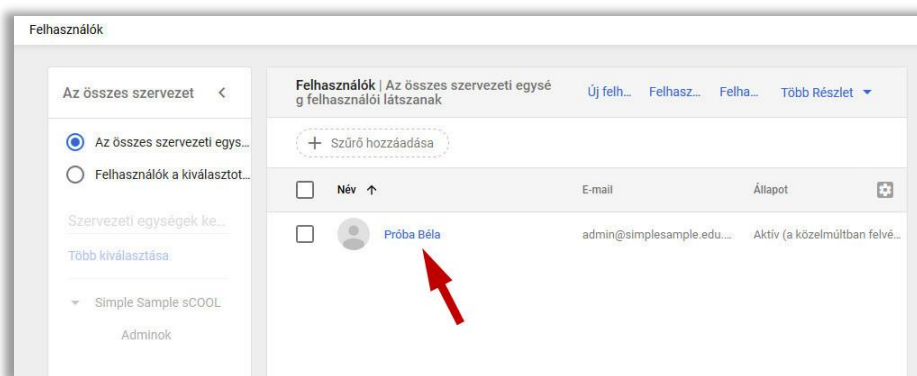 Felhasználók
Az összes szervezet
Az összes szervezeti egys...
Felhasználók a kiválasztot...
Szervezeti egységek ke...
Több kiválasztása
Simple Sample sCOOL
Adminok
Felhasználók | Az összes szervezeti egysé
g felhasználói látszanak
Új felh... Felhasz... Felha... Több Részlet
+ Szűrő hozzáadása
Név E-mail Állapot
Próba Béla admin@simplesample.edu.... Aktív (a közelmúltban felvé...